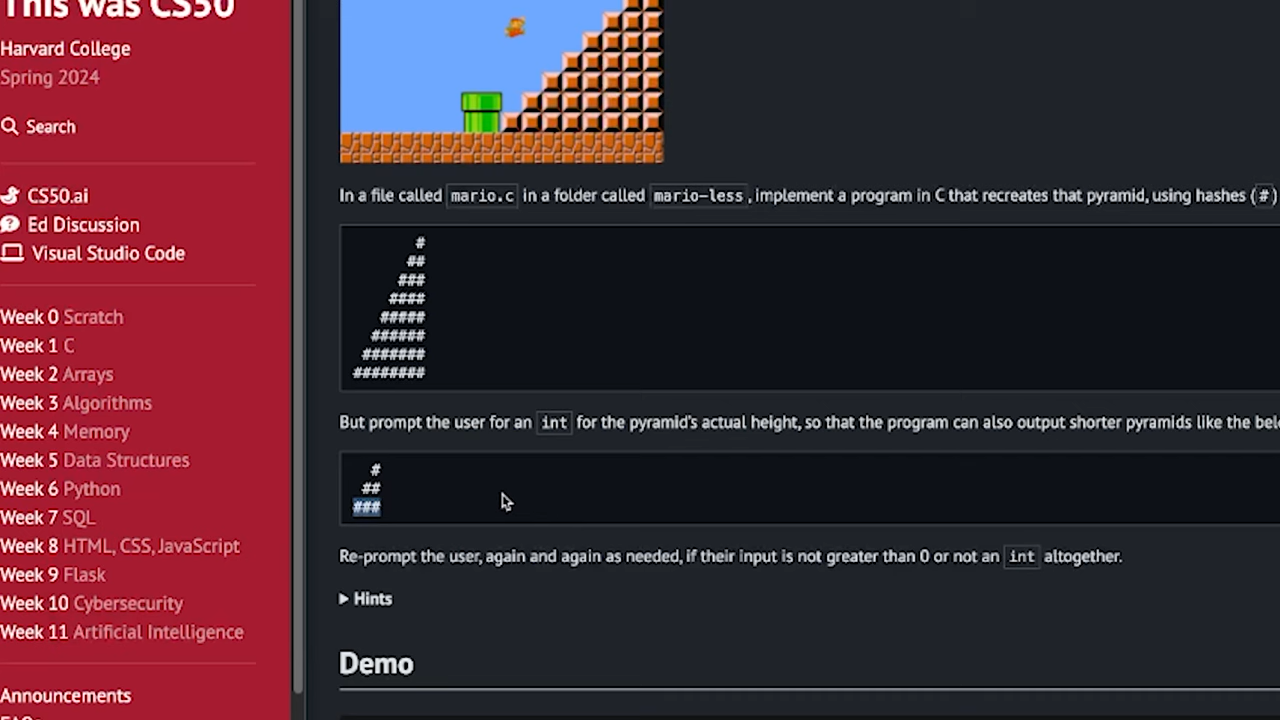 This was CS50
Harvard College
Spring 2024
Search
CS50.ai
Ed Discussion
Visual Studio Code
Week 0 Scratch
Week 1 C
Week 2 Arrays
Week 3 Algorithms
Week 4 Memory
Week 5 Data Structures
Week 6 Python
Week 7 SQL
Week 8 HTML, CSS, JavaScript
Week 9 Flask
Week 10 Cybersecurity
Week 11 Artificial Intelligence
Announcements
In a file called mario.c in a folder called mario-less, implement a program in C that recreates that pyramid, using hashes (#)
#
##
###
####
#####
######
#######
########
But prompt the user for an int for the pyramid's actual height, so that the program can also output shorter pyramids like the
#
##
###
Re-prompt the user, again and again as needed, if their input is not greater than 0 or not an int altogether.
Hints
Demo